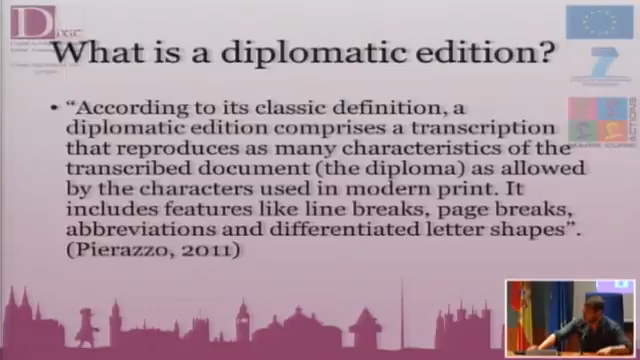 What is a diplomatic edition?
• “According to its classic definition, a
diplomatic edition comprises a transcription
that reproduces as many characteristics of the
transcribed document (the diploma) as allowed
by the characters used in modern print. It
includes features like line breaks, page breaks,
abbreviations and differentiated letter shapes”.
(Pierazzo, 2011)
ACTIONS